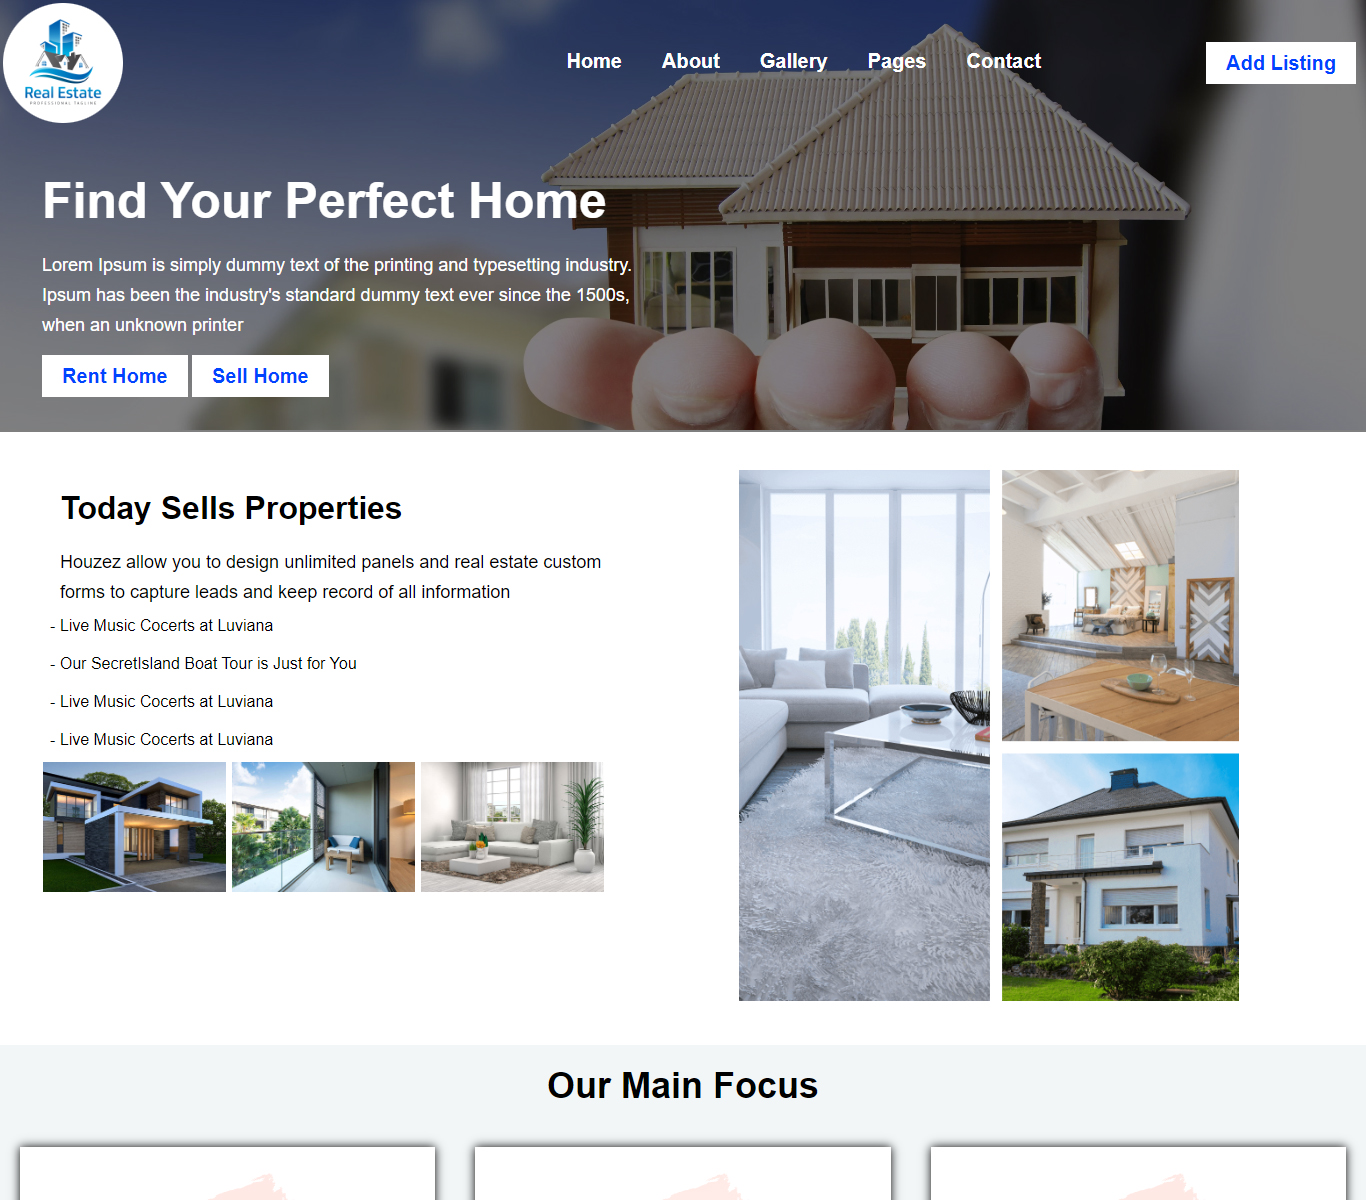 Real Estate
PROFESSIONAL TAGLINE
Home
About
Gallery
Pages
Contact
Add Listing
Find Your Perfect Home
Lorem Ipsum is simply dummy text of the printing and typesetting industry.
Ipsum has been the industry's standard dummy text ever since the 1500s,
when an unknown printer
Rent Home
Sell Home
Today Sells Properties
Houzez allow you to design unlimited panels and real estate custom
forms to capture leads and keep record of all information
- Live Music Cocerts at Luviana
- Our SecretIsland Boat Tour is Just for You
- Live Music Cocerts at Luviana
- Live Music Cocerts at Luviana
Our Main Focus